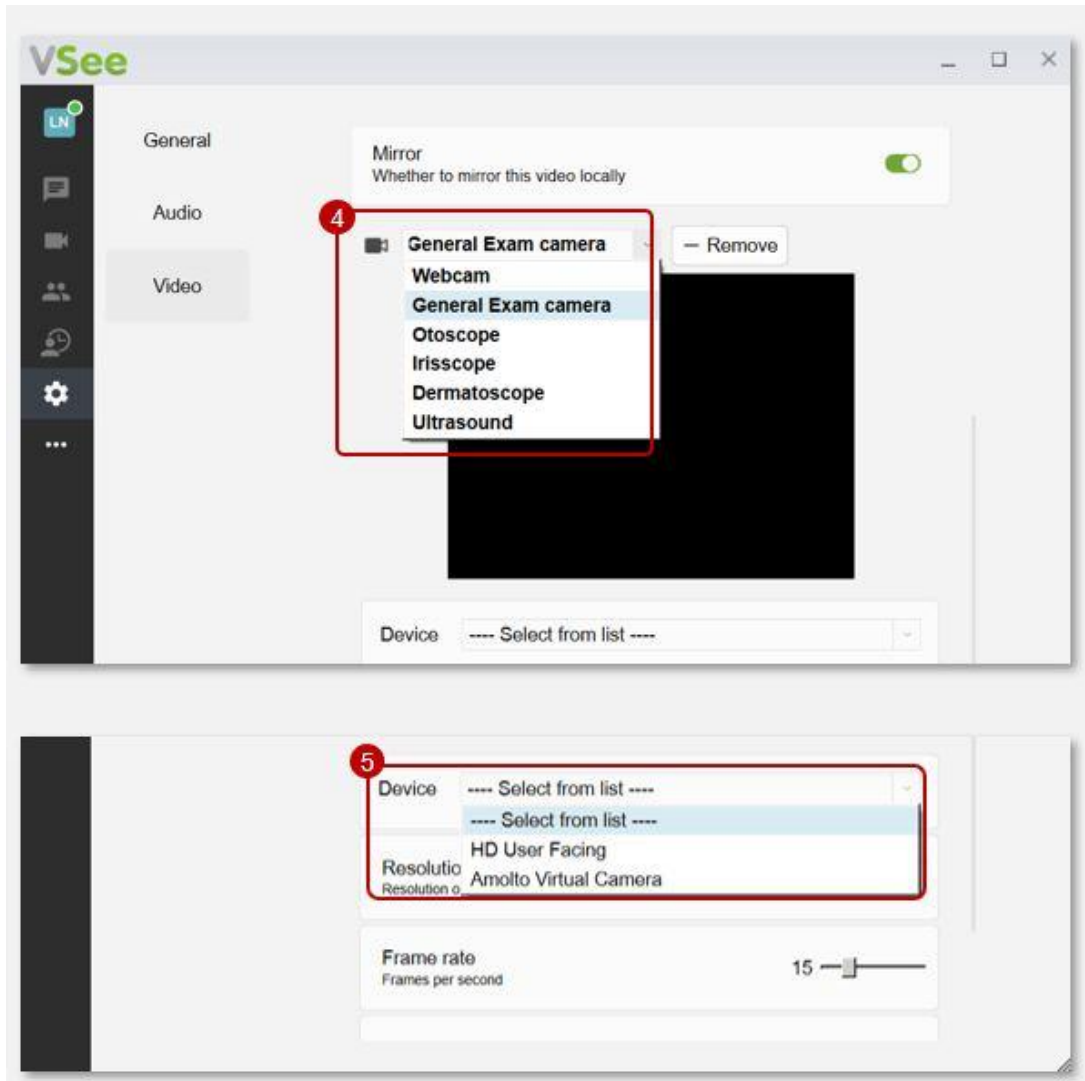 VSee
LN
General
Mirror
Whether to mirror this video locally
Audio
4
General Exam camera
— Remove
Webcam
Video
General Exam camera
Otoscope
Irisscope
Dermatoscope
Ultrasound
Device ---- Select from list ----
5
Device ---- Select from list ----
---- Select from list ----
HD User Facing
Resolutio
Amolto Virtual Camera
Resolution o
Frame rate
15
Frames per second